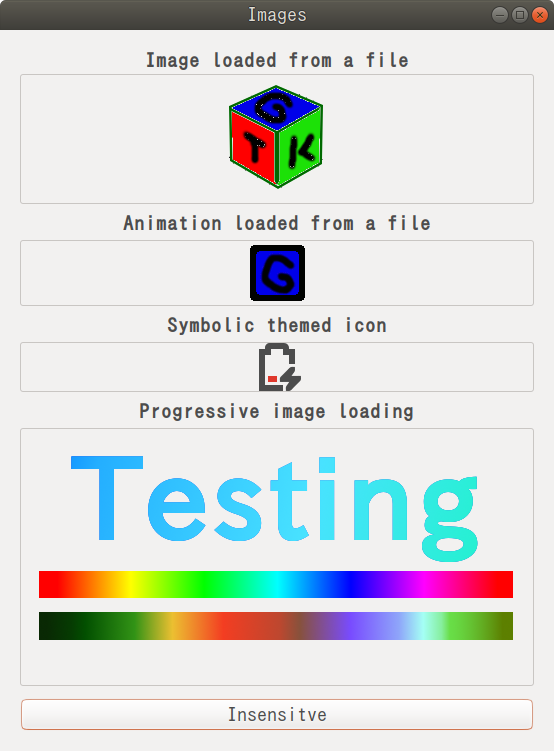 Images
Image loaded from a file
G
T K
Animation loaded from a file
G
Symbolic themed icon
Progressive image loading
Testing
Insensitve